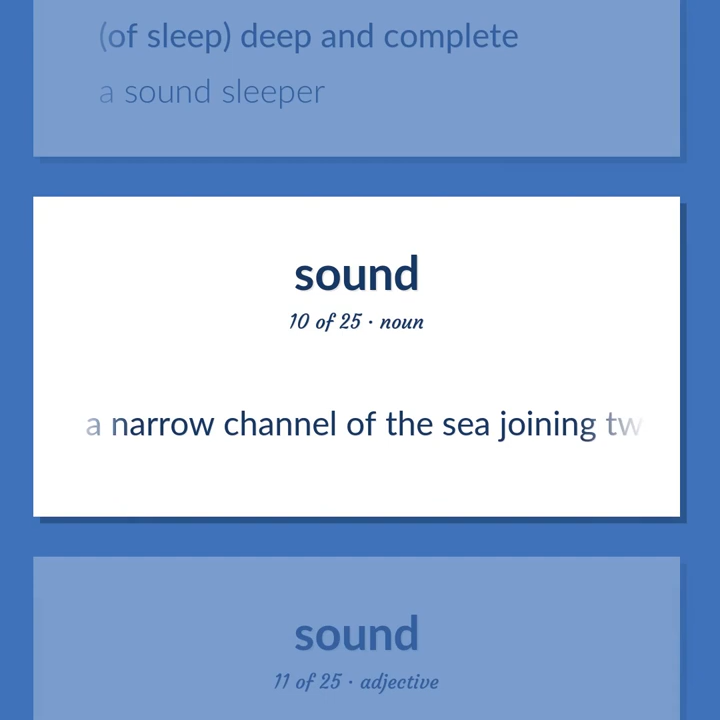 (of sleep) deep and complete
a sound sleeper
sound
10 of 25 · noun
a narrow channel of the sea joining tw
sound
11 of 25 · adjective